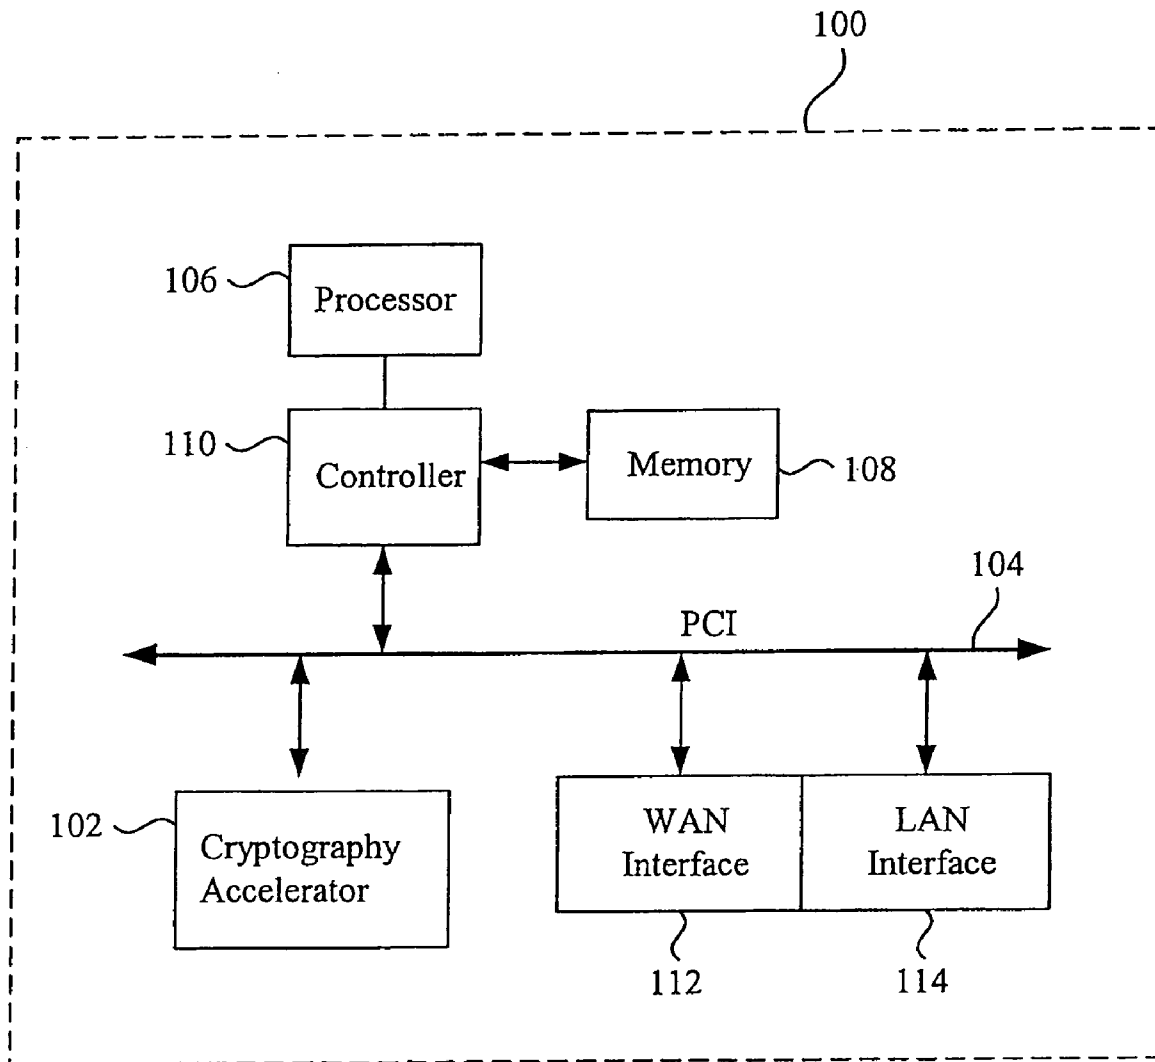 100
106
Processor
110
Controller
Memory
108
104
PCI
102
Cryptography
Accelerator
WAN
Interface
LAN
Interface
112
114